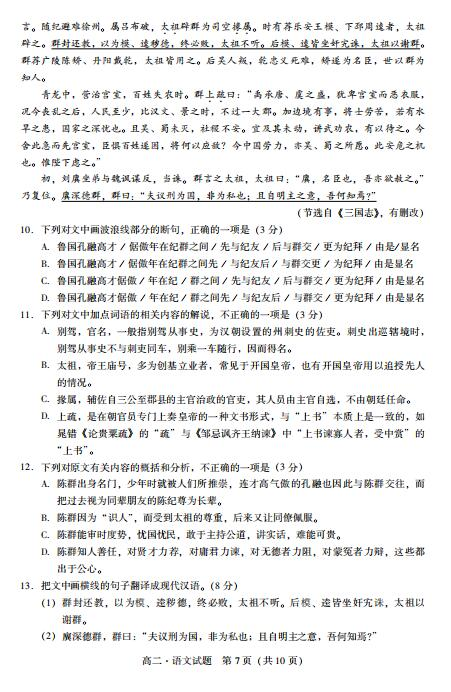 言。随纪避难徐州。属吕布破，太祖辟群为司空掾属。时有荐乐安王模、下邳周逵者，太祖
辟之。群封还教，以为模、逵秽德，终必败，太祖不听。后模、逵皆坐奸宄诛，太祖以谢群。
群荐广陵陈矫、丹阳戴乾，太祖皆用之。后吴人叛，乾忠义死难，矫遂为名臣，世以群为
知人。
青龙中，营治宫室，百姓失农时。群上疏曰：“禹承唐、虞之盛，犹卑宫室而恶衣服，
况今丧乱之后，人民至少，比汉文、景之时，不过一大郡。加边境有事，将士劳苦，若有水
旱之患，国家之深忧也。且吴、蜀未灭，社稷不安。宜及其未动，讲武劝农，有以待之。今
舍此急而先宫室，臣惧百姓遂困，将何以应敌？今中国劳力，亦吴、蜀之所愿。此安危之机
也。惟陛下虑之。”
初，刘廙坐弟与魏讽谋反，当诛。群言之太祖，太祖曰：“廙，名臣也，吾亦欲赦之。”
乃复位。廙深德群，群曰：“夫议刑为国，非为私也；且自明主之意，吾何知焉？”
（节选自《三国志》，有删改）
10. 下列对文中画波浪线部分的断句，正确的一项是（3 分）
A. 鲁国孔融高才／倨傲年在纪群之间／先与纪友／后与群交／更为纪拜／由是／显名
B. 鲁国孔融高才／倨傲年在纪群之间先／与纪友后／与群交更／为纪拜／由是显名
C. 鲁国孔融高才倨傲／年在纪／群之间／先与纪友／后与群交／更为纪拜／由是显名
D. 鲁国孔融高才倨傲／年在纪／群之间先／与纪友后／与群交／更为纪拜／由是显名
11. 下列对文中加点词语的相关内容的解说，不正确的一项是（3 分）
A. 别驾，官名，一般指别驾从事史，为汉朝设置的州刺史的佐吏。刺史出巡辖境时，
别驾从事史不与刺吏同车，别乘一车随行，因而得名。
B. 太祖，帝王庙号，多为创基立业者，常见于开国皇帝，也有开国皇帝用以追授先人
的情况。
C. 掾属，辅佐自三公至郡县的主官治政的官吏，其人员由主官自选，不由朝廷任命。
D. 上疏，是在朝官员专门上奏皇帝的一种文书形式，与“上书”本质上是一致的，如
晁错《论贵粟疏》的“疏”与《邹忌讽齐王纳谏》中“上书谏寡人者，受中赏”的
“上书”。
12. 下列对原文有关内容的概括和分析，不正确的一项是（3 分）
A. 陈群出身名门，少年时就被人们所推崇，连才高气傲的孔融也因此与陈群交往，而
把过去视为同辈朋友的陈纪尊为长辈。
B. 陈群因为“识人”，而受到太祖的尊重，后来又让同僚佩服。
C. 陈群能审时度势，忧国忧民，敢于主持公道，讲实话，难能可贵。
D. 陈群知人善任，对贤才力荐，对庸君力谏，对无德者力阻，对蒙冤者力辩，这些都
出于公心。
13. 把文中画横线的句子翻译成现代汉语。（8 分）
（1）群封还教，以为模、逵秽德，终必败，太祖不听。后模、逵皆坐奸宄诛，太祖以
谢群。
（2）廙深德群，群曰：“夫议刑为国，非为私也；且自明主之意，吾何知焉？”
高二·语文试题 第 7 页（共 10 页）